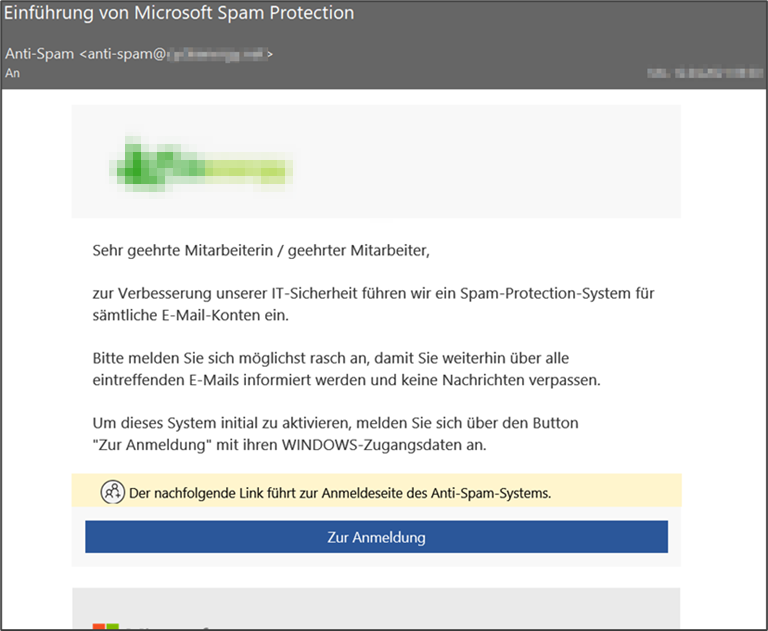 Einführung von Microsoft Spam Protection
Anti-Spam <anti-spam@
An
Sehr geehrte Mitarbeiterin / geehrter Mitarbeiter,
zur Verbesserung unserer IT-Sicherheit führen wir ein Spam-Protection-System für
sämtliche E-Mail-Konten ein.
Bitte melden Sie sich möglichst rasch an, damit Sie weiterhin über alle
eintreffenden E-Mails informiert werden und keine Nachrichten verpassen.
Um dieses System initial zu aktivieren, melden Sie sich über den Button
"Zur Anmeldung" mit ihren WINDOWS-Zugangsdaten an.
Der nachfolgende Link führt zur Anmeldeseite des Anti-Spam-Systems.
Zur Anmeldung